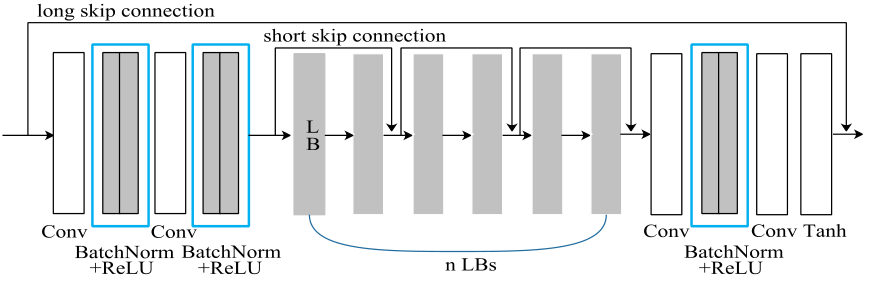 long skip connection
short skip connection
L
B
Conv
BatchNorm
+ReLU
Conv
BatchNorm
+ReLU
n LBs
Conv
BatchNorm
+ReLU
Conv
Tanh